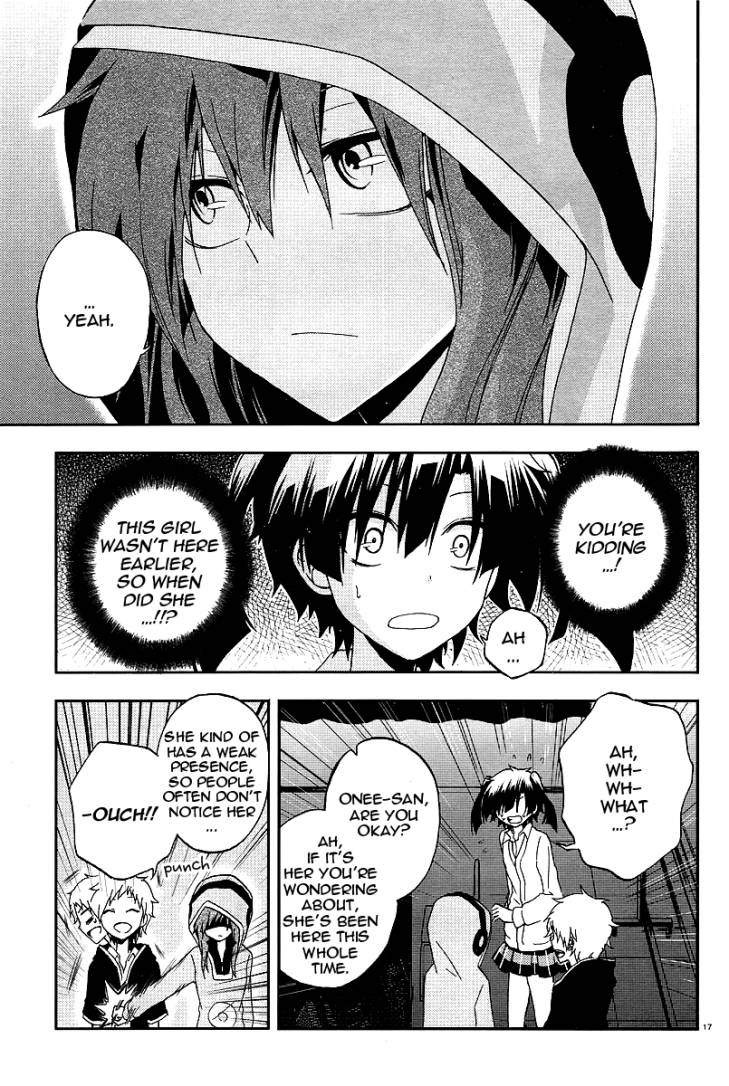 ...
YEAH.
YOU'RE
KIDDING
...!
AH
...
THIS GIRL
WASN'T HERE
EARLIER,
SO WHEN
DID SHE
...!!?
AH,
WH-
WH-
WHAT
...?
ONEE-SAN,
ARE YOU
OKAY?
AH,
IF IT'S
HER YOU'RE
WONDERING
ABOUT,
SHE'S BEEN
HERE THIS
WHOLE
TIME.
SHE KIND OF
HAS A WEAK
PRESENCE,
SO PEOPLE
OFTEN DON'T
NOTICE HER
...
-OUCH!!
punch
17